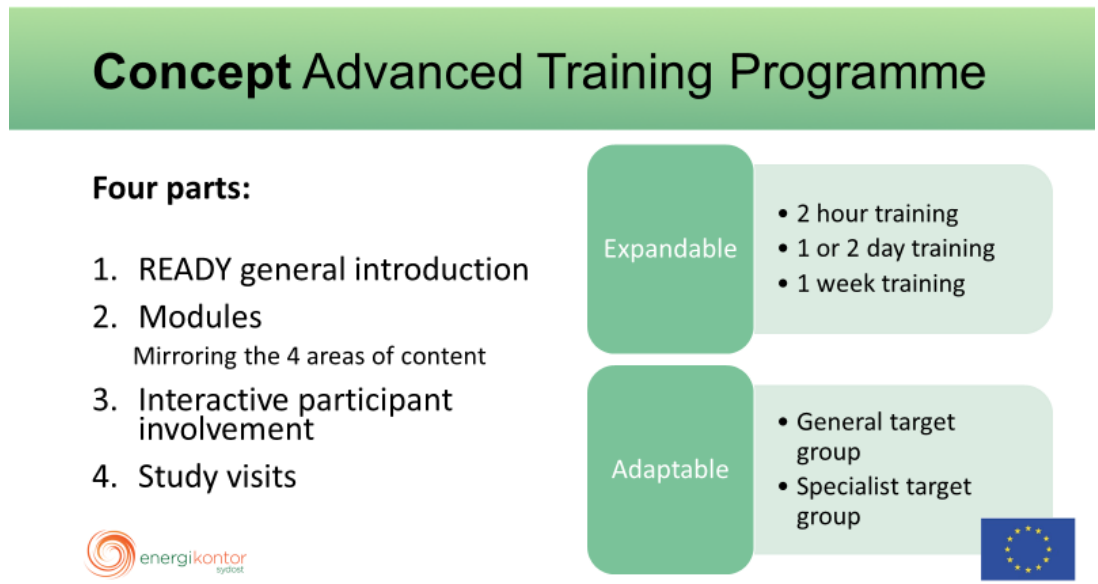 Concept Advanced Training Programme
Four parts:
1. READY general introduction
2. Modules
Mirroring the 4 areas of content
3. Interactive participant
involvement
4. Study visits
Expandable
• 2 hour training
• 1 or 2 day training
• 1 week training
Adaptable
• General target
group
• Specialist target
group
energikontor
sydost